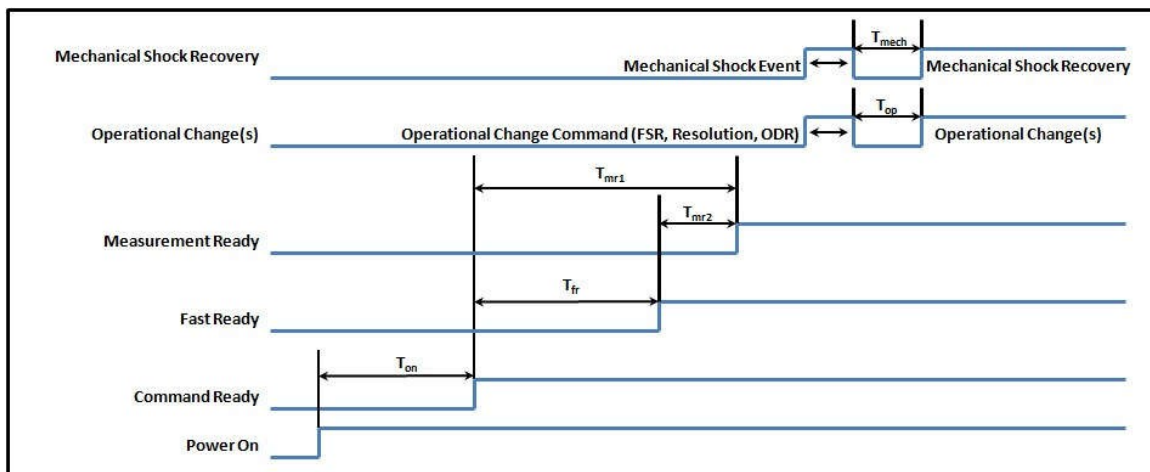 Mechanical Shock Recovery
Mechanical Shock Event
Tmech
Mechanical Shock Recovery
Operational Change(s)
Operational Change Command (FSR, Resolution, ODR)
Top
Operational Change(s)
Tmr1
Tmr2
Measurement Ready
Tfr
Fast Ready
Ton
Command Ready
Power On